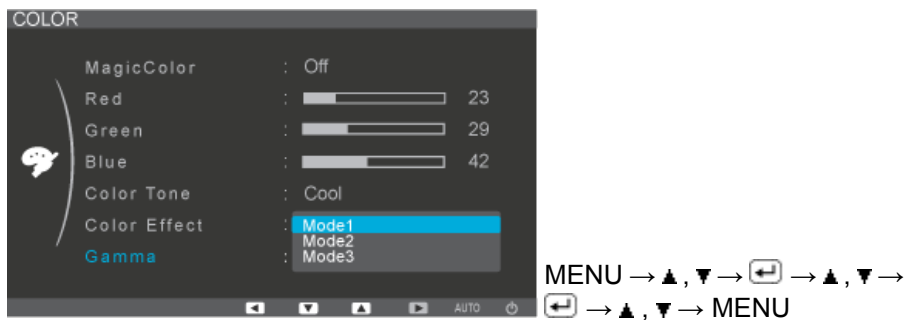 COLOR
MagicColor : Off
Red : 23
Green : 29
Blue : 42
Color Tone : Cool
Color Effect : Mode1
Mode2
Gamma : Mode3
AUTO
MENU → ▲ , ▼ → ↵ → ▲ , ▼ →
↵ → ▲ , ▼ → MENU